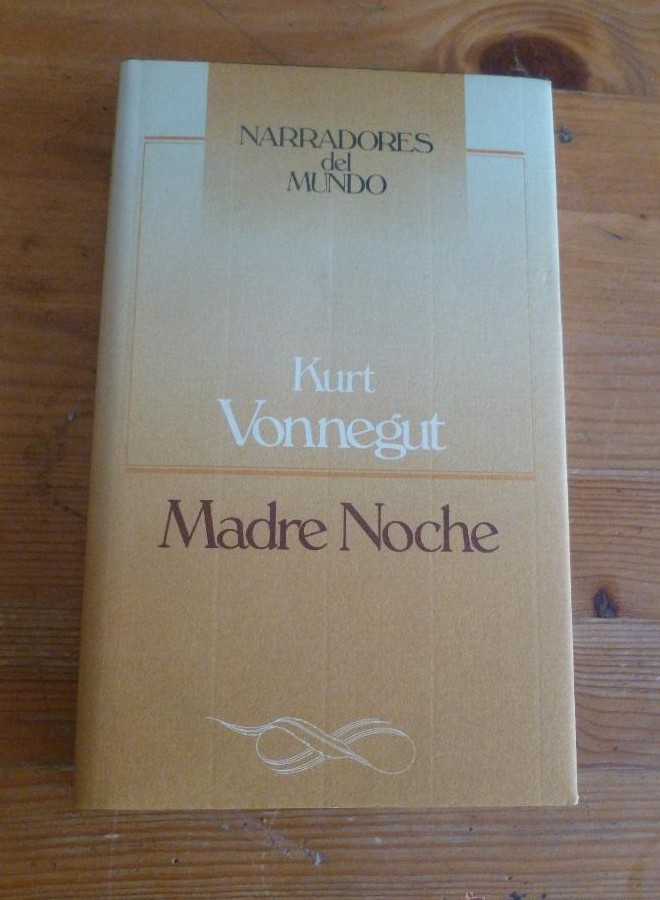 NARRADORES
del
MUNDO
Kurt
Vonnegut
Madre Noche